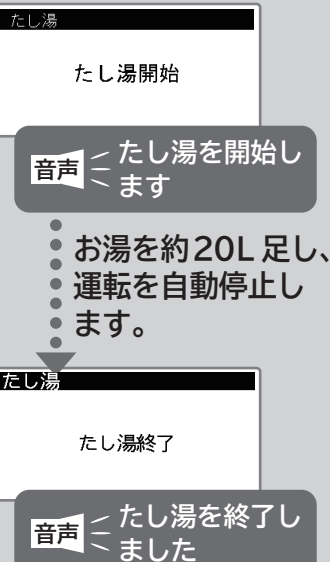 たし湯
たし湯開始
音声 たし湯を開始し
ます
お湯を約20L 足し、
運転を自動停止し
ます。
たし湯
たし湯終了
音声 たし湯を終了し
ました